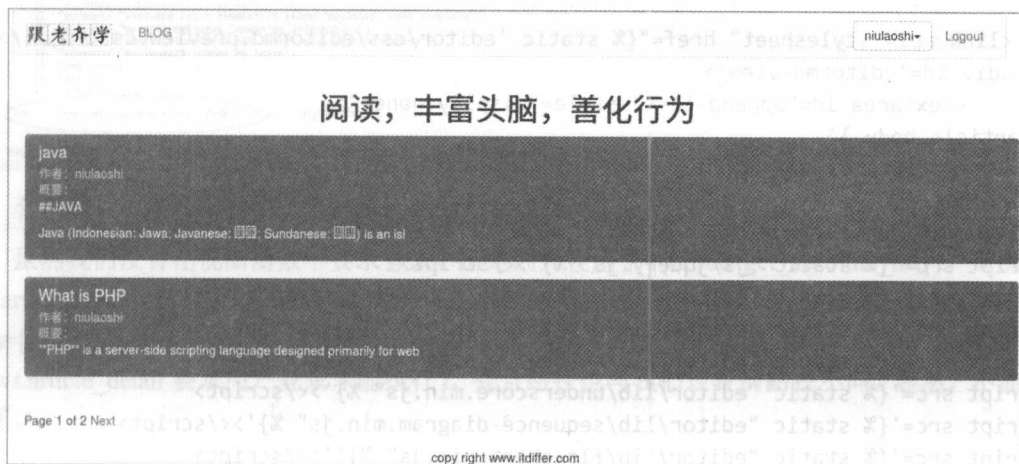 跟老齐学 BLOG niulaoshi Logout
阅读，丰富头脑，善化行为
java
作者：niulaoshi
概要：
##JAVA
Java (Indonesian: Jawa; Javanese: ; Sundanese: ) is an isl
What is PHP
作者：niulaoshi
概要：
**PHP** is a server-side scripting language designed primarily for web
Page 1 of 2 Next
copy right www.itdiffer.com